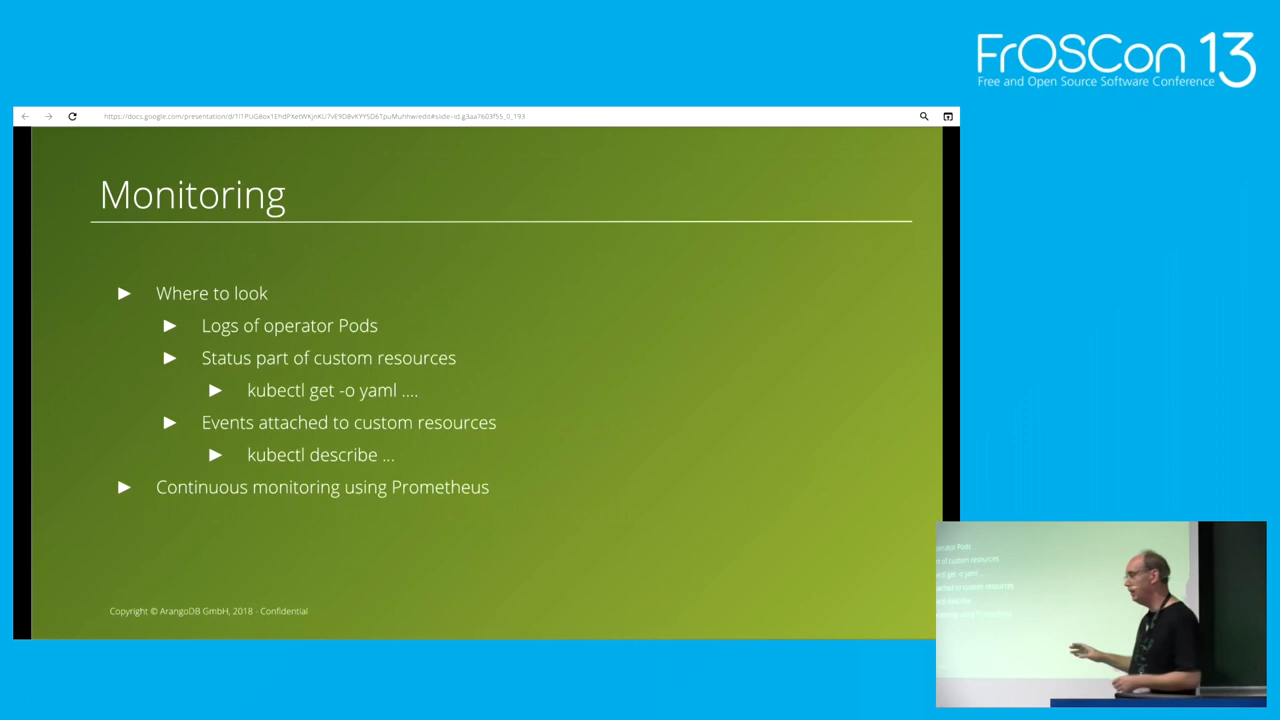 FrOSCon 13
Free and Open Source Software Conference
Monitoring
► Where to look
► Logs of operator Pods
► Status part of custom resources
► kubectl get -o yaml ....
► Events attached to custom resources
► kubectl describe ...
► Continuous monitoring using Prometheus
Copyright © ArangoDB GmbH, 2018 - Confidential